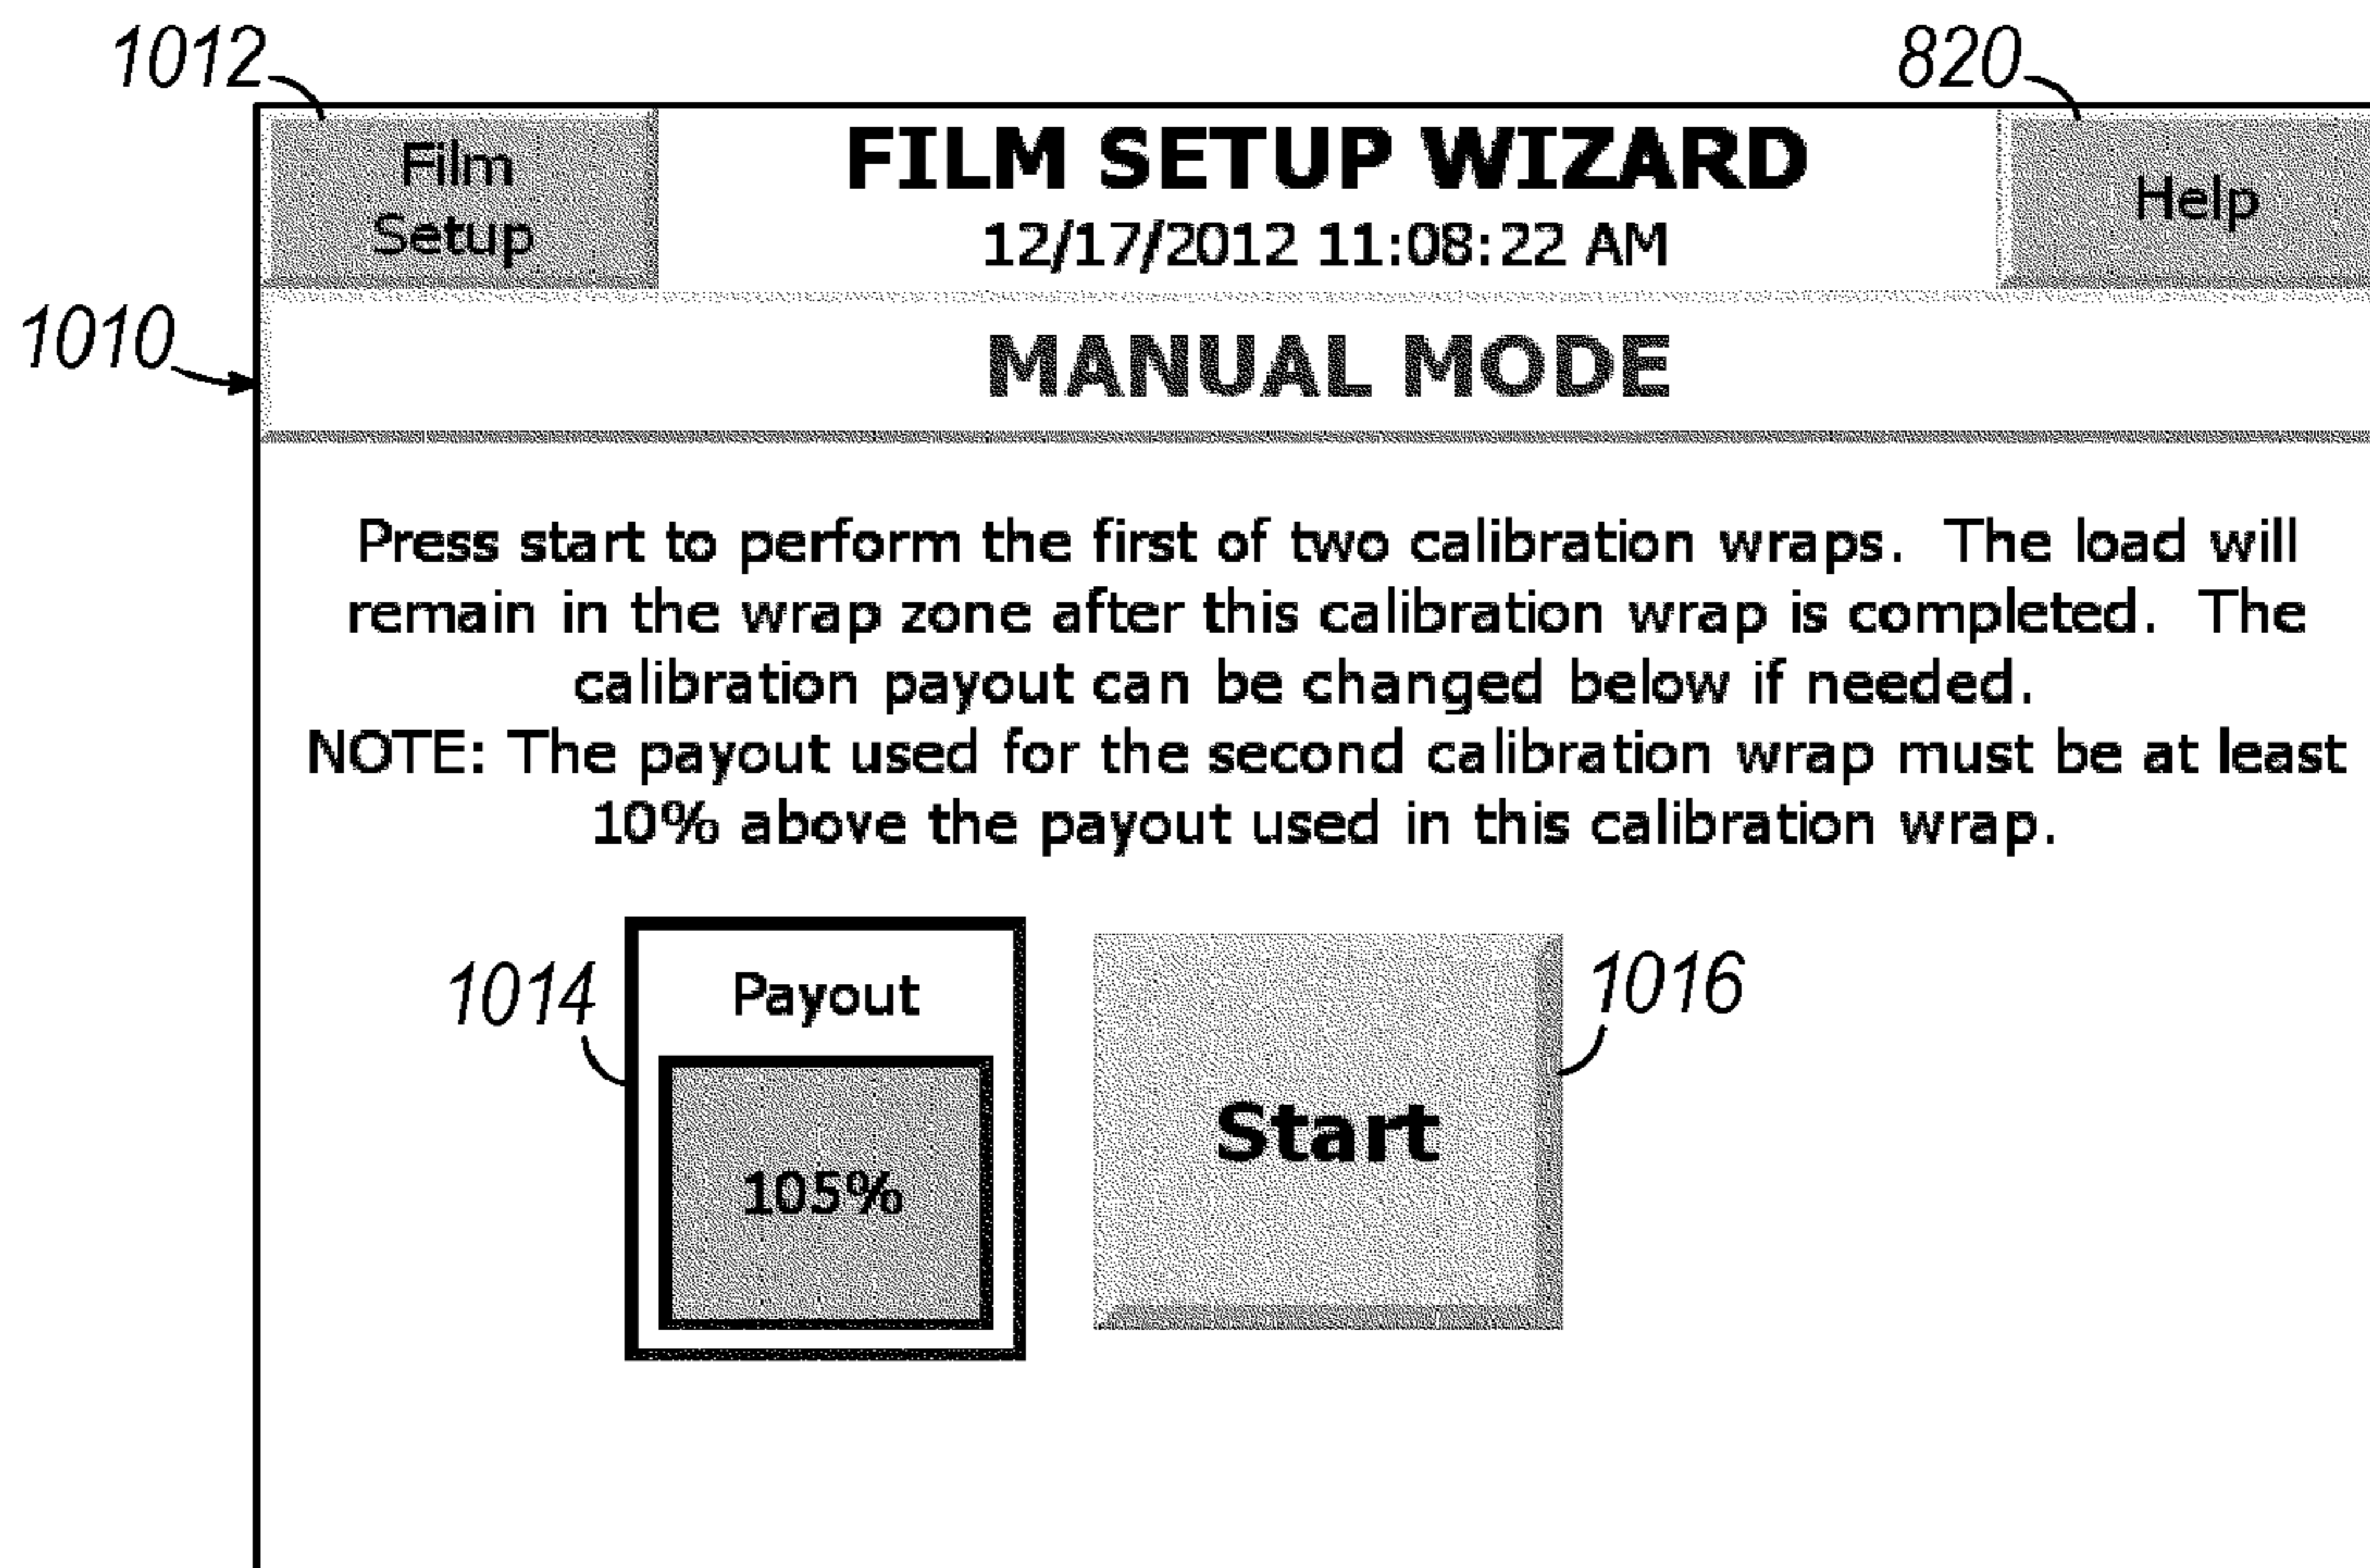 1012
820
Film
Setup
FILM SETUP WIZARD
12/17/2012 11:08:22 AM
Help
1010
MANUAL MODE
Press start to perform the first of two calibration wraps. The load will
remain in the wrap zone after this calibration wrap is completed. The
calibration payout can be changed below if needed.
NOTE: The payout used for the second calibration wrap must be at least
10% above the payout used in this calibration wrap.
1014
Payout
105%
Start
1016